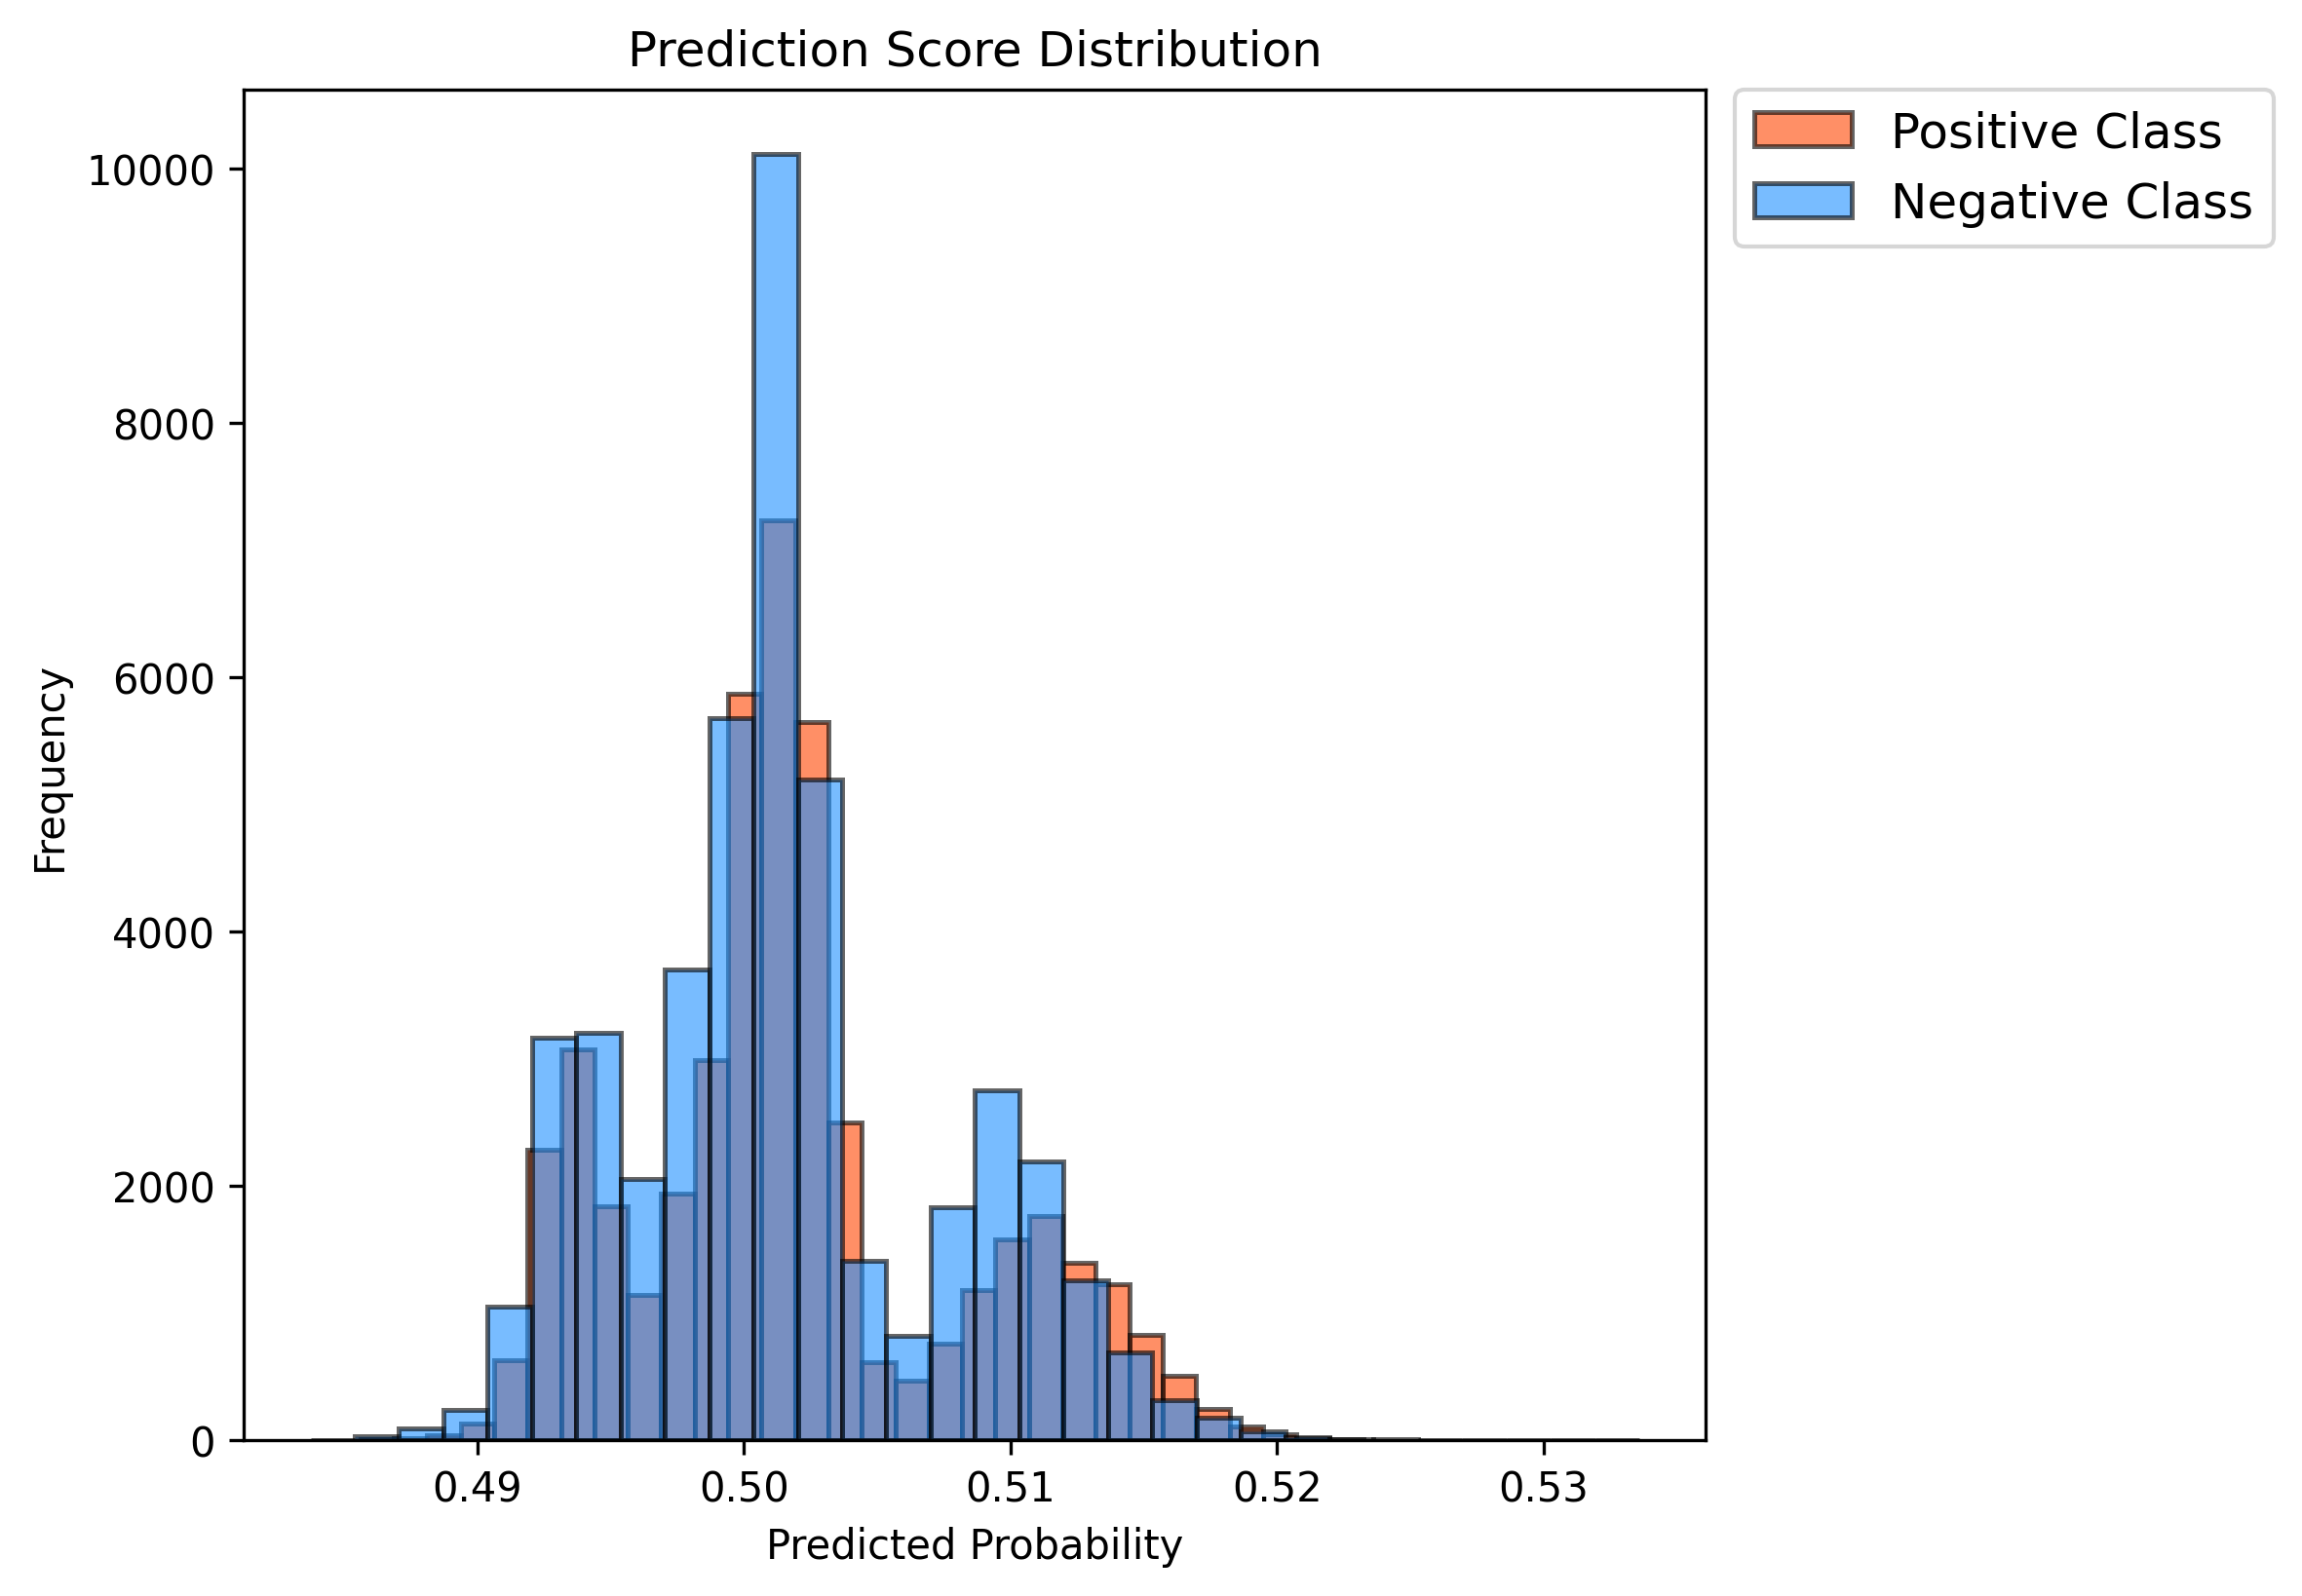 Prediction Score Distribution
Positive Class
Negative Class
10000
8000
6000
4000
2000
0
Frequency
0.49 0.50 0.51 0.52 0.53
Predicted Probability